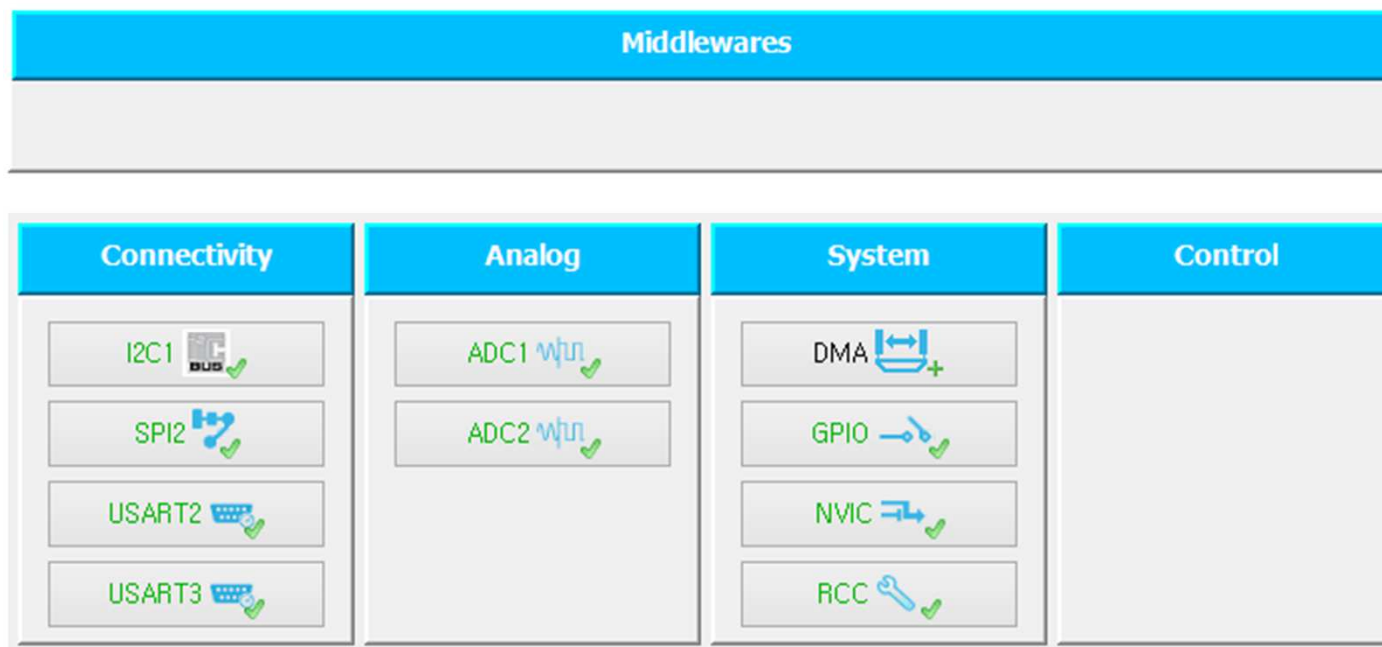 Middlewares
Connectivity
Analog
System
Control
I2C1
BUS
ADC1
DMA
SPI2
ADC2
GPIO
USART2
NVIC
USART3
RCC